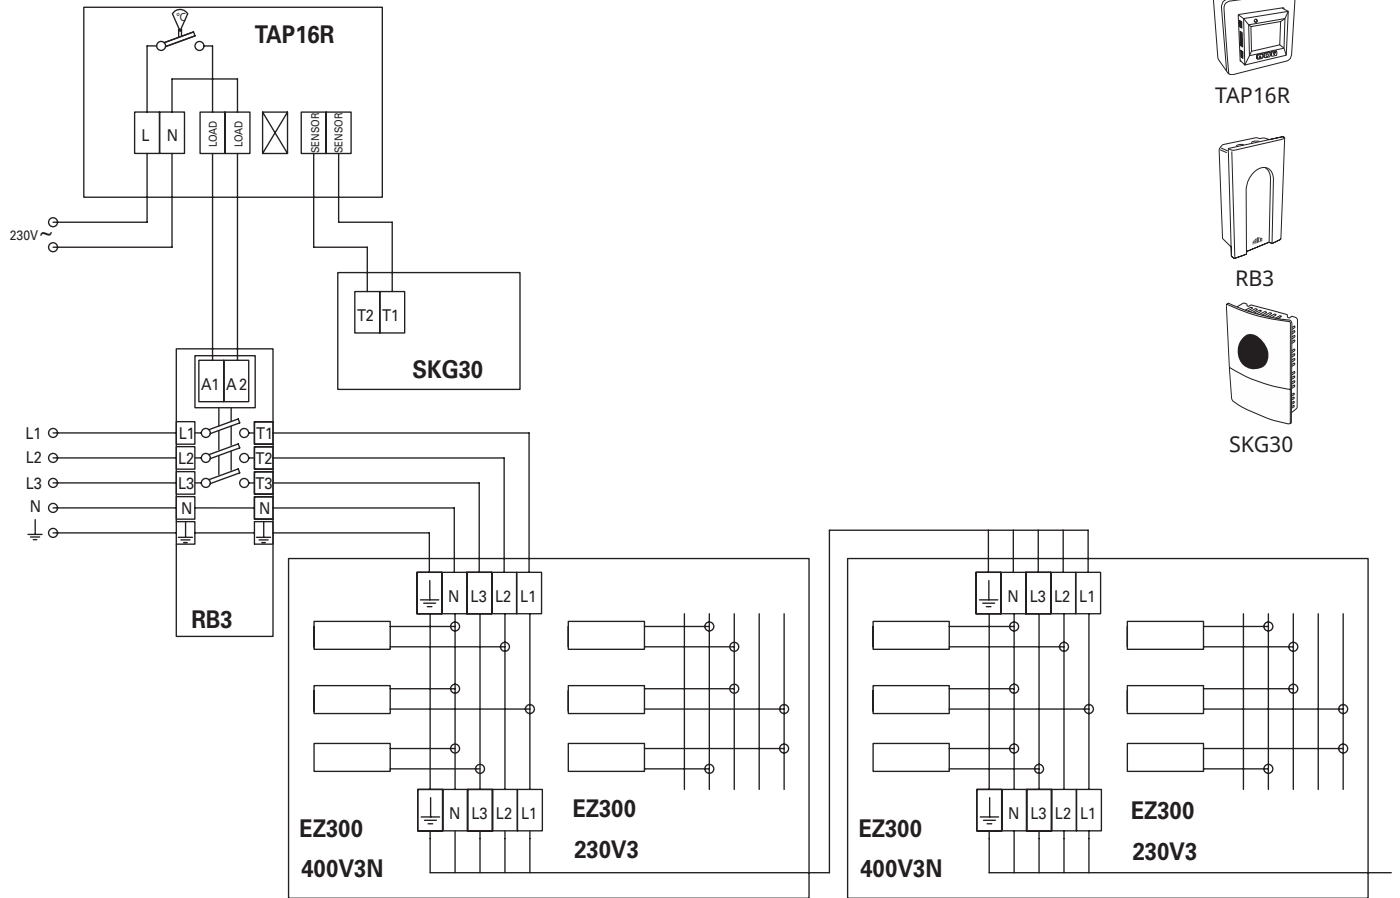 °C
TAP16R
L N LOAD LOAD SENSOR SENSOR
230V~
T2 T1
SKG30
A1 A2
L1 L1 T1
L2 L2 T2
L3 L3 T3
N N N
RB3
N L3 L2 L1
N L3 L2 L1
EZ300
400V3N
EZ300
230V3
N L3 L2 L1
N L3 L2 L1
EZ300
400V3N
EZ300
230V3
TAP16R
RB3
SKG30